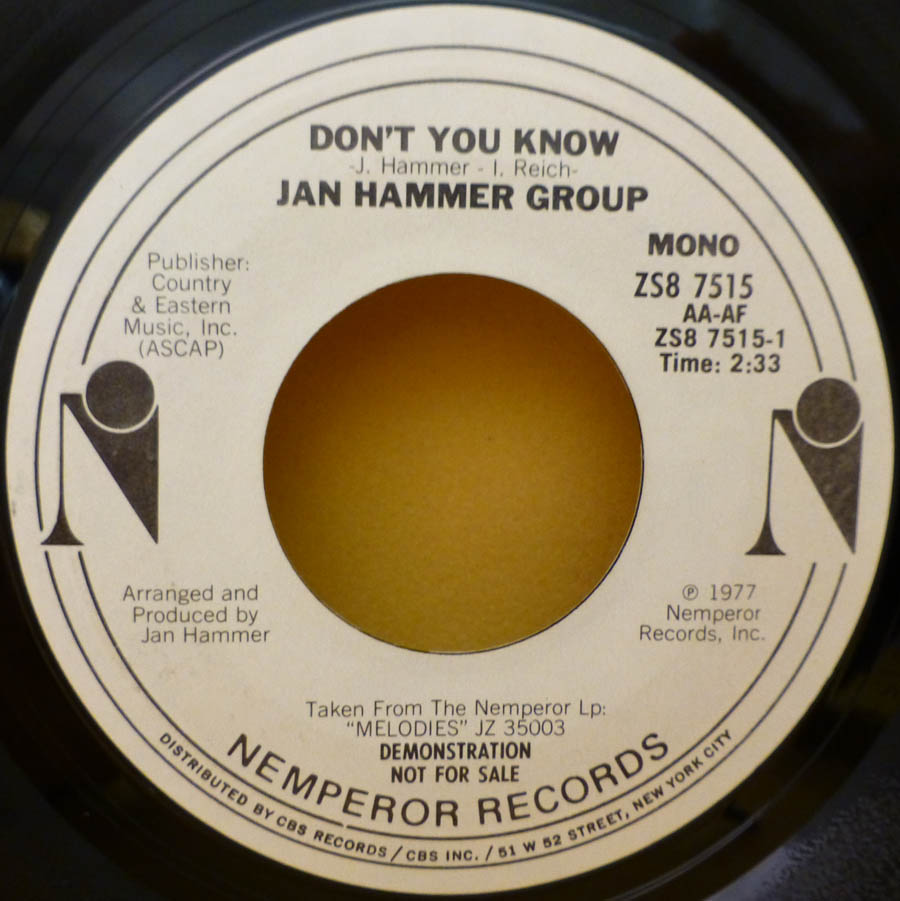 DON'T YOU KNOW
-J. Hammer - I. Reich-
JAN HAMMER GROUP
MONO
ZS8 7515
AA-AF
ZS8 7515-1
Time: 2:33
Publisher:
Country
& Eastern
Music, Inc.
(ASCAP)
Arranged and
Produced by
Jan Hammer
℗ 1977
Nemperor
Records, Inc.
Taken From The Nemperor Lp:
"MELODIES" JZ 35003
DEMONSTRATION
NOT FOR SALE
NEMPEROR RECORDS
DISTRIBUTED BY CBS RECORDS / CBS INC. / 51 W 52 STREET, NEW YORK CITY